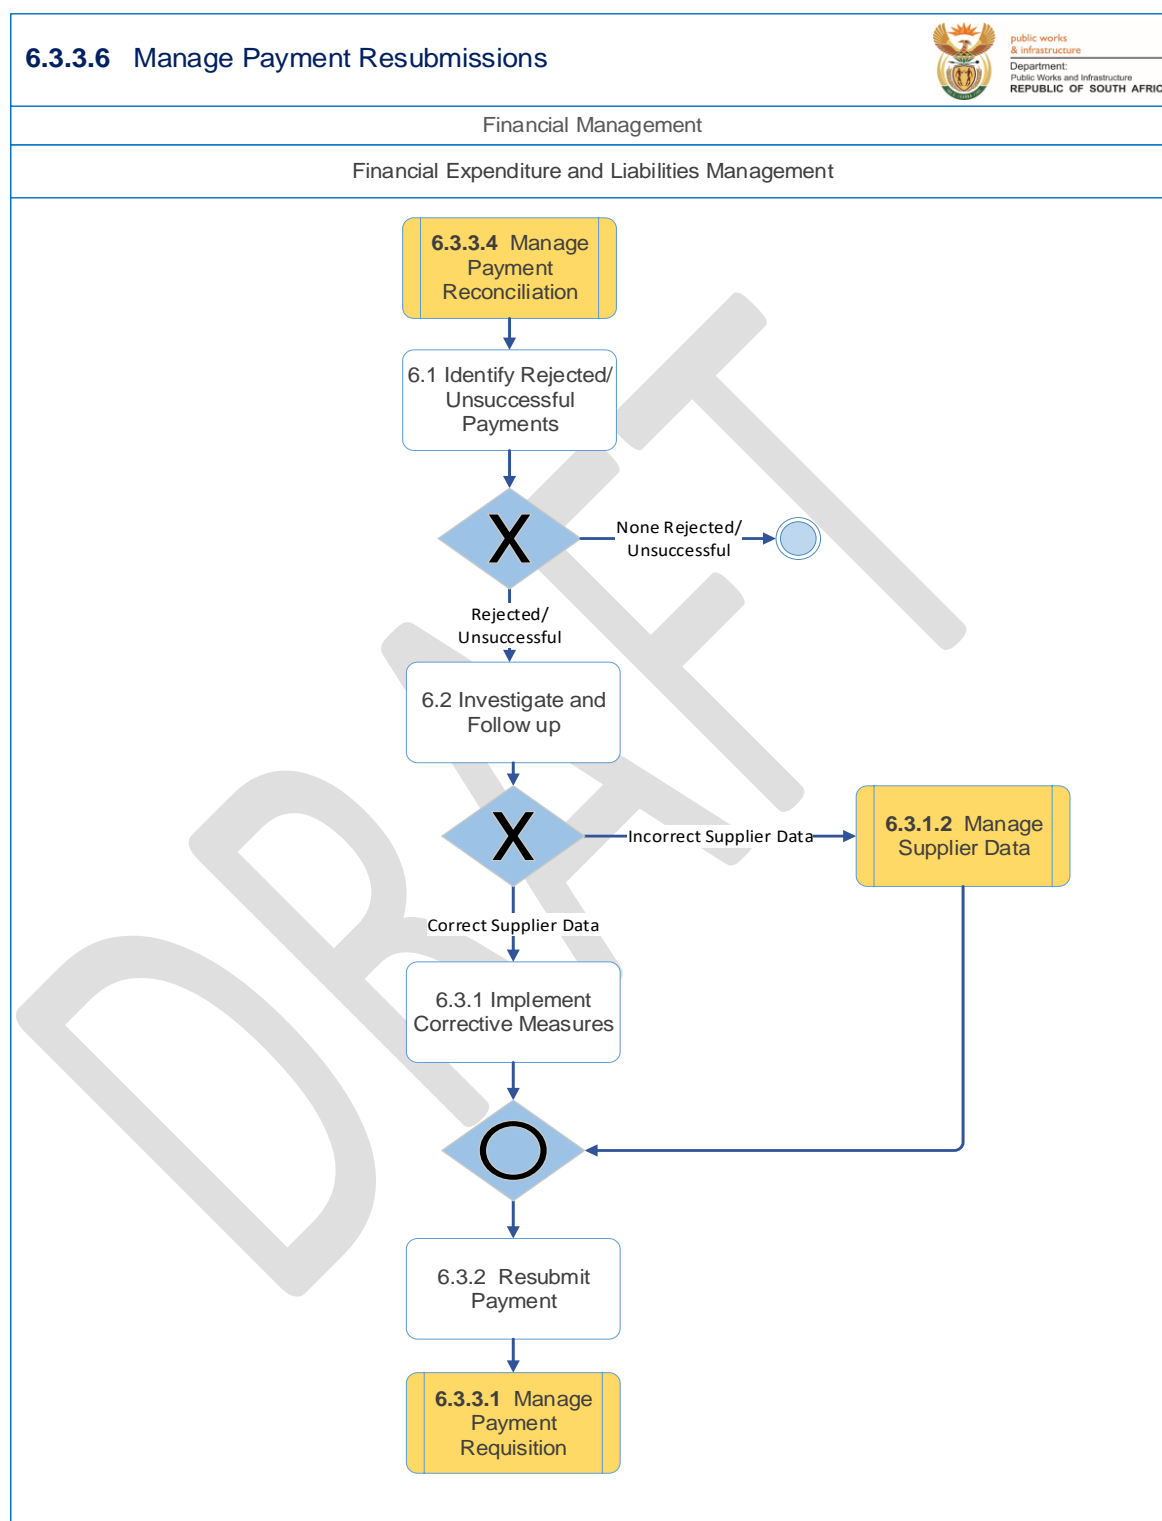 6.3.3.6 Manage Payment Resubmissions
public works
& infrastructure
Department:
Public Works and Infrastructure
REPUBLIC OF SOUTH AFRIC
Financial Management
Financial Expenditure and Liabilities Management
6.3.3.4 Manage
Payment
Reconciliation
6.1 Identify Rejected/
Unsuccessful
Payments
X
None Rejected/
Unsuccessful
Rejected/
Unsuccessful
6.2 Investigate and
Follow up
X
Incorrect Supplier Data
6.3.1.2 Manage
Supplier Data
Correct Supplier Data
6.3.1 Implement
Corrective Measures
6.3.2 Resubmit
Payment
6.3.3.1 Manage
Payment
Requisition
DRAFT